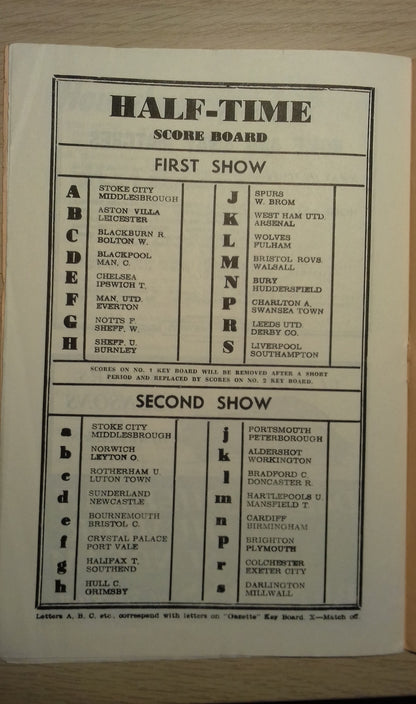 HALF-TIME
SCORE BOARD
FIRST SHOW
A STOKE CITY
MIDDLESBROUGH
B ASTON VILLA
LEICESTER
C BLACKBURN R.
BOLTON W.
D BLACKPOOL
MAN. C.
E CHELSEA
IPSWICH T.
F MAN. UTD.
EVERTON
G NOTTS F.
SHEFF. W.
H SHEFF. U.
BURNLEY
J SPURS
W. BROM
K WEST HAM UTD.
ARSENAL
L WOLVES
FULHAM
M BRISTOL ROVS.
WALSALL
N BURY
HUDDERSFIELD
P CHARLTON A.
SWANSEA TOWN
R LEEDS UTD.
DERBY CO.
S LIVERPOOL
SOUTHAMPTON
SCORES ON NO. 1 KEY BOARD WILL BE REMOVED AFTER A SHORT
PERIOD AND REPLACED BY SCORES ON NO. 2 KEY BOARD.
SECOND SHOW
a STOKE CITY
MIDDLESBROUGH
b NORWICH
LEYTON O.
c ROTHERHAM U.
LUTON TOWN
d SUNDERLAND
NEWCASTLE
e BOURNEMOUTH
BRISTOL C.
f CRYSTAL PALACE
PORT VALE
g HALIFAX T.
SOUTHEND
h HULL C.
GRIMSBY
j PORTSMOUTH
PETERBOROUGH
k ALDERSHOT
WORKINGTON
l BRADFORD C.
DONCASTER R.
m HARTLEPOOLS U.
MANSFIELD T.
n CARDIFF
BIRMINGHAM
p BRIGHTON
PLYMOUTH
r COLCHESTER
EXETER CITY
s DARLINGTON
MILLWALL
Letters A, B, C, etc., correspond with letters on "Gazette" Key Board. X—Match off.